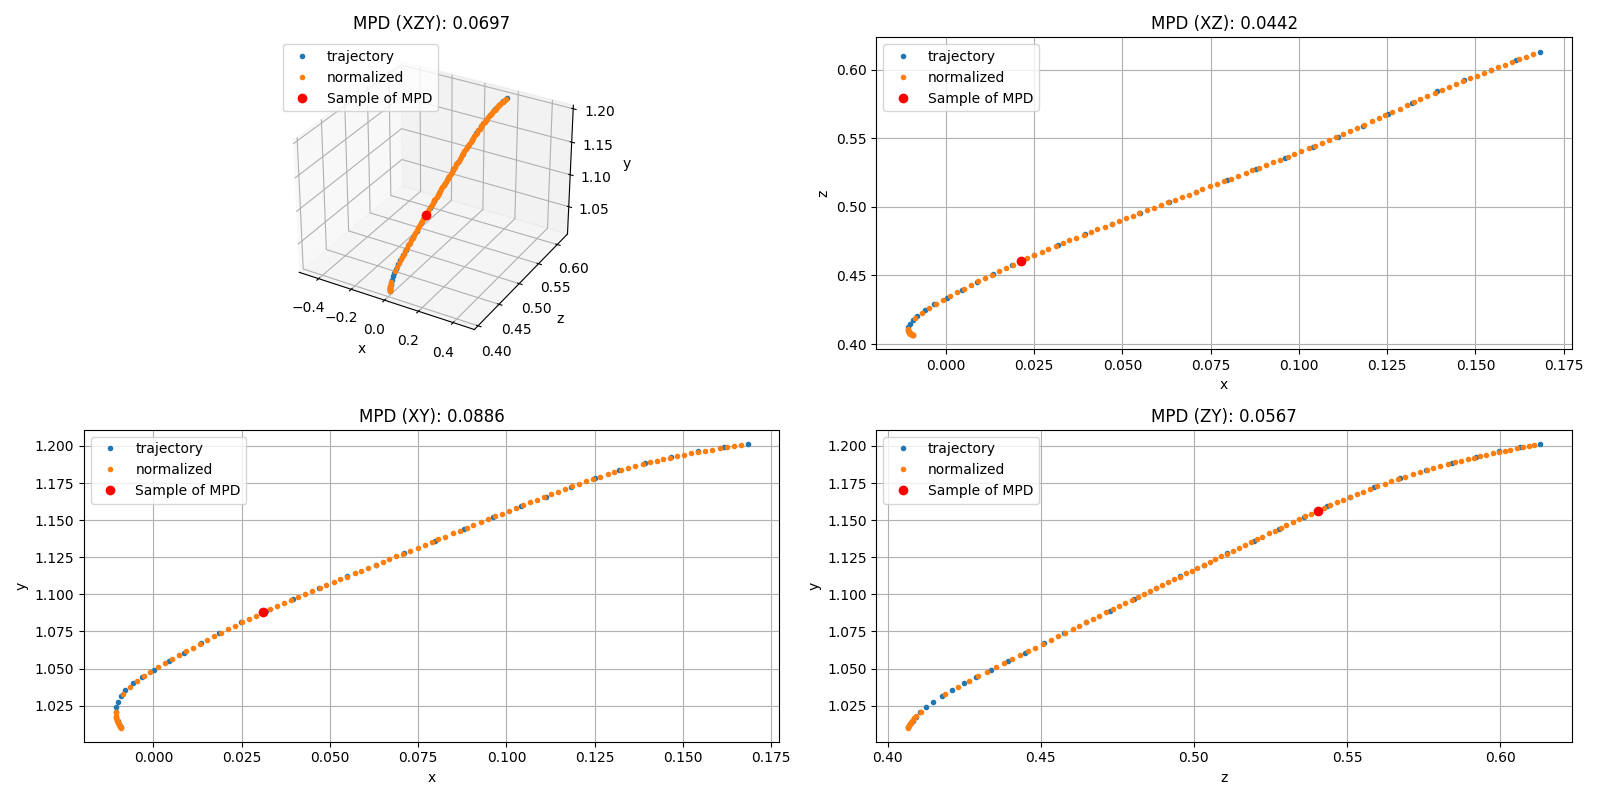 MPD (XZY): 0.0697
trajectory
normalized
Sample of MPD
1.20
1.15
1.10
1.05
y
0.60
0.55
0.50
0.45
0.40
z
−0.4
−0.2
0.0
0.2
0.4
x
MPD (XZ): 0.0442
trajectory
normalized
Sample of MPD
0.60
0.55
0.50
0.45
0.40
z
0.000 0.025 0.050 0.075 0.100 0.125 0.150 0.175
x
MPD (XY): 0.0886
trajectory
normalized
Sample of MPD
1.200
1.175
1.150
1.125
1.100
1.075
1.050
1.025
y
0.000 0.025 0.050 0.075 0.100 0.125 0.150 0.175
x
MPD (ZY): 0.0567
trajectory
normalized
Sample of MPD
1.200
1.175
1.150
1.125
1.100
1.075
1.050
1.025
y
0.40 0.45 0.50 0.55 0.60
z